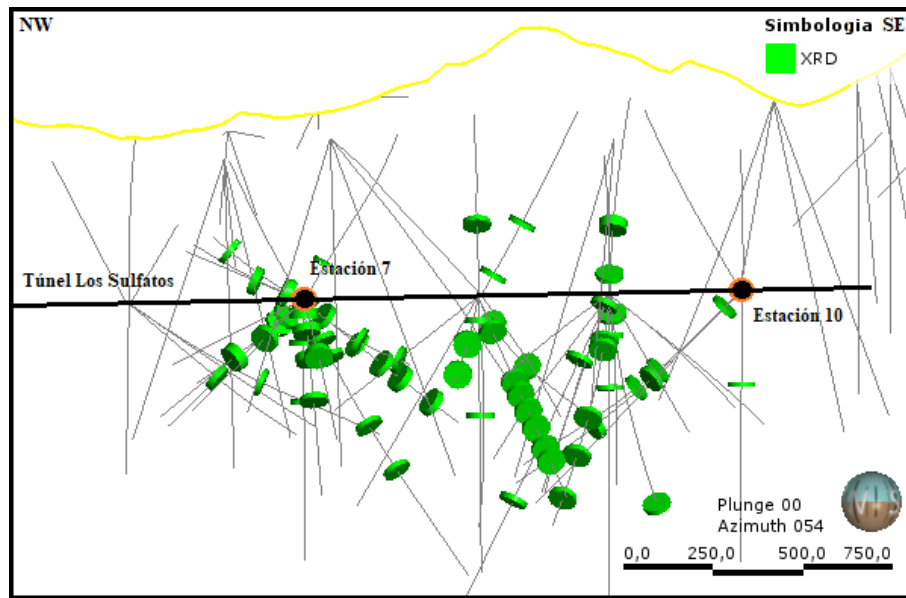 NW
Simbologia SE
XRD
Estación 7
Túnel Los Sulfatos
Estación 10
Plunge 00
Azimuth 054
0,0 250,0 500,0 750,0